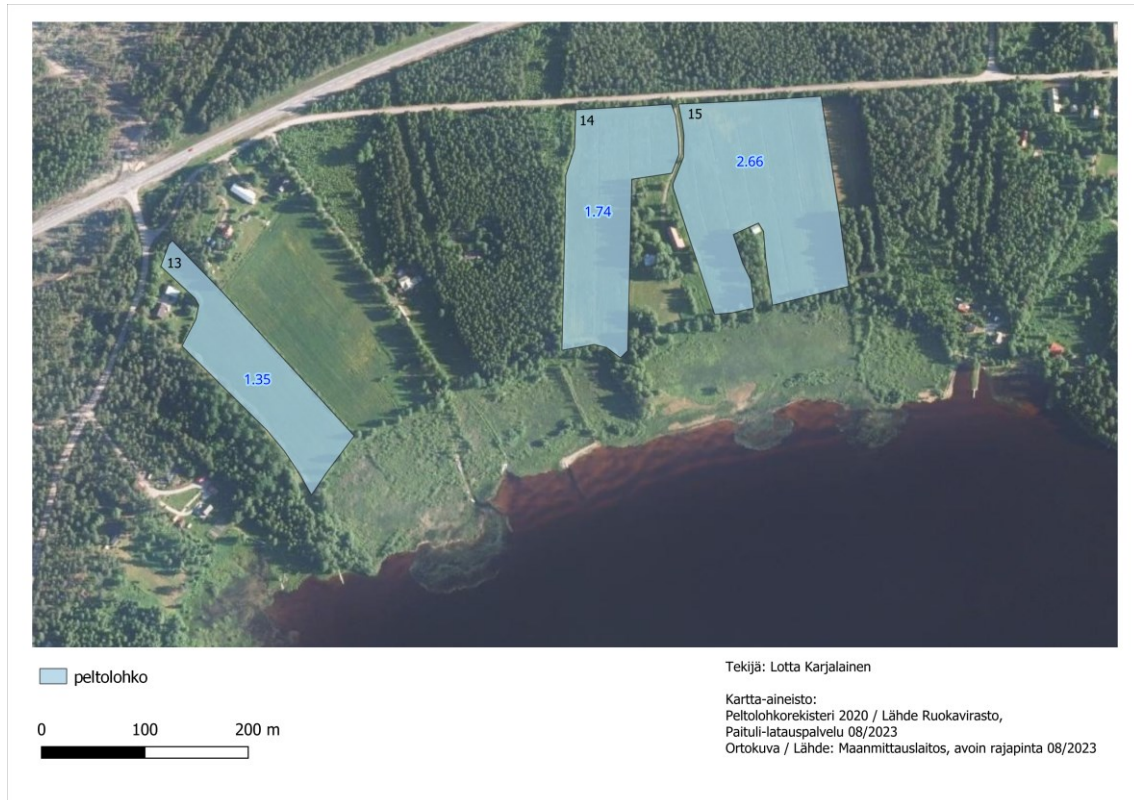 14
15
2.66
1.74
13
1.35
peltolohko
0 100 200 m
Tekijä: Lotta Karjalainen
Kartta-aineisto:
Peltolohkorekisteri 2020 / Lähde Ruokavirasto,
Paituli-latauspalvelu 08/2023
Ortokuva / Lähde: Maanmittauslaitos, avoin rajapinta 08/2023